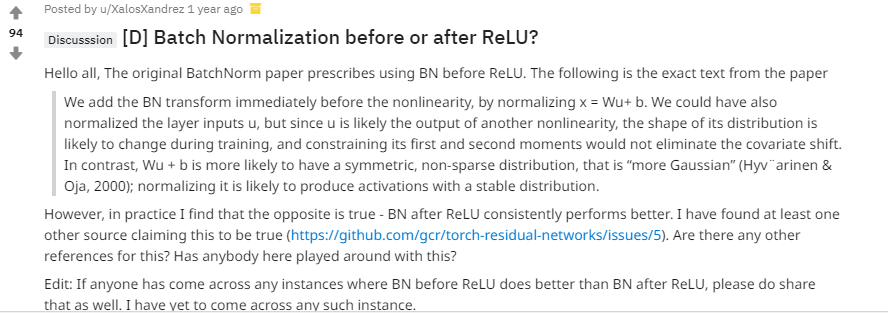 Posted by u/XalosXandrez 1 year ago
94
Discusssion [D] Batch Normalization before or after ReLU?
Hello all, The original BatchNorm paper prescribes using BN before ReLU. The following is the exact text from the paper
We add the BN transform immediately before the nonlinearity, by normalizing x = Wu+ b. We could have also
normalized the layer inputs u, but since u is likely the output of another nonlinearity, the shape of its distribution is
likely to change during training, and constraining its first and second moments would not eliminate the covariate shift.
In contrast, Wu + b is more likely to have a symmetric, non-sparse distribution, that is “more Gaussian” (Hyv¨arinen &
Oja, 2000); normalizing it is likely to produce activations with a stable distribution.
However, in practice I find that the opposite is true - BN after ReLU consistently performs better. I have found at least one
other source claiming this to be true (https://github.com/gcr/torch-residual-networks/issues/5). Are there any other
references for this? Has anybody here played around with this?
Edit: If anyone has come across any instances where BN before ReLU does better than BN after ReLU, please do share
that as well. I have yet to come across any such instance.